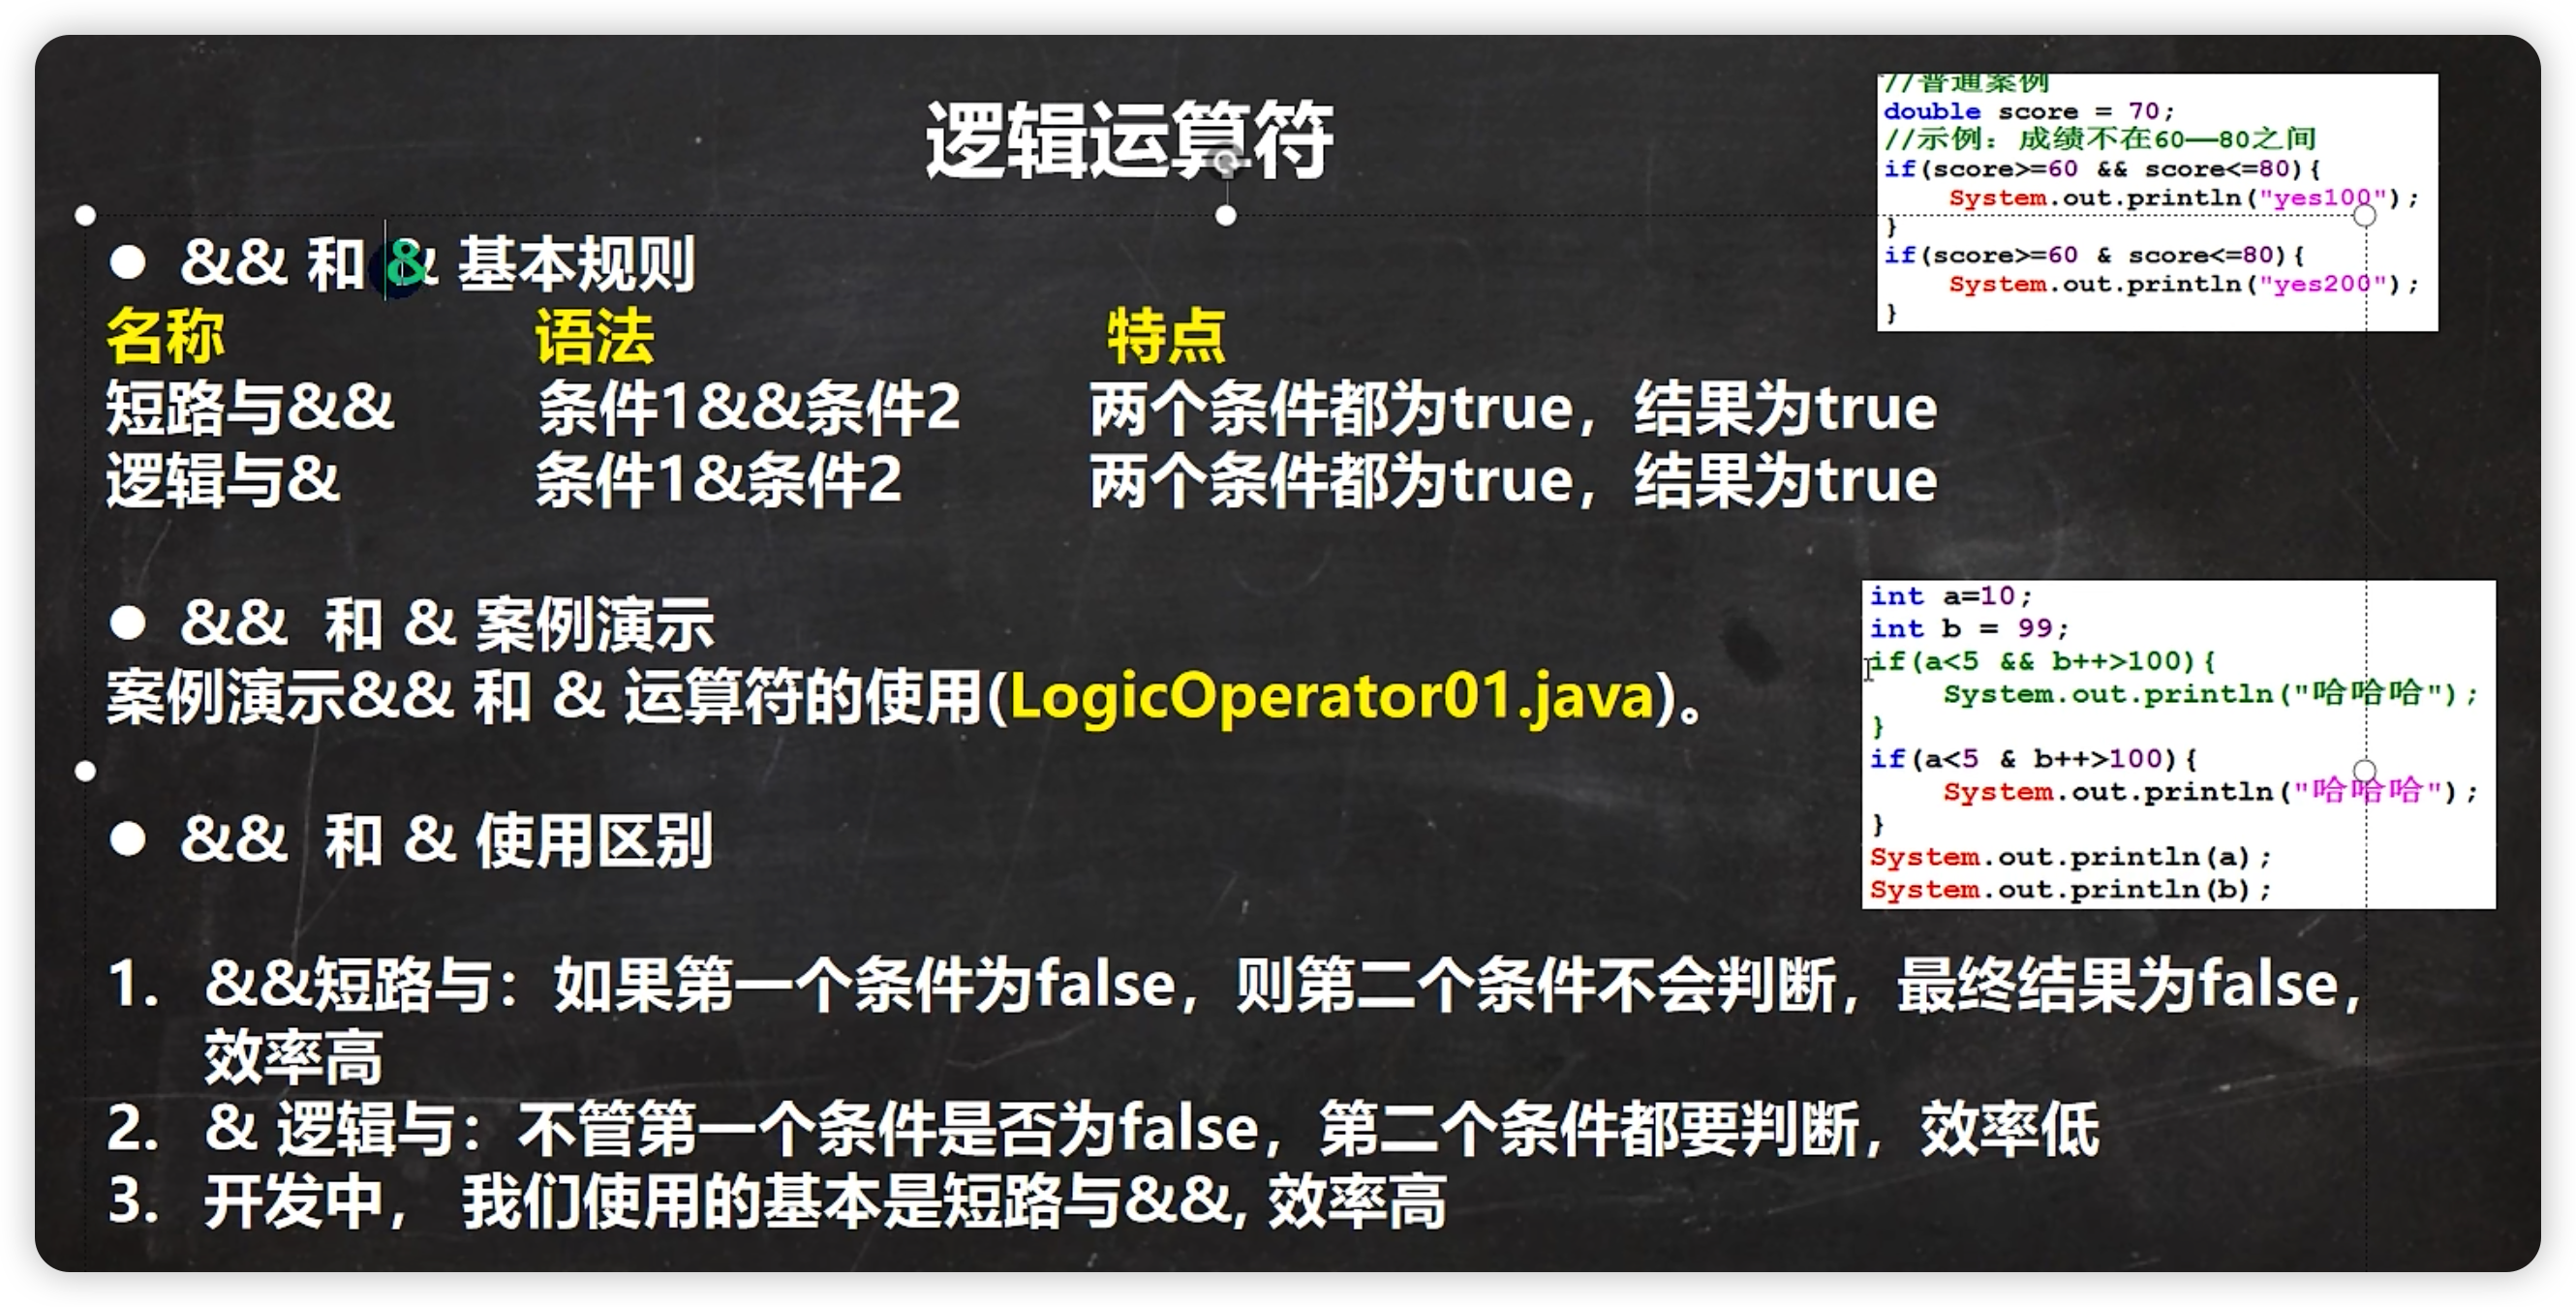 逻辑运算符
● && 和 & 基本规则
名称 语法 特点
短路与&& 条件1&&条件2 两个条件都为true，结果为true
逻辑与& 条件1&条件2 两个条件都为true，结果为true
● && 和 & 案例演示
案例演示&& 和 & 运算符的使用(LogicOperator01.java)。
● && 和 & 使用区别
1. &&短路与：如果第一个条件为false，则第二个条件不会判断，最终结果为false，
效率高
2. & 逻辑与：不管第一个条件是否为false，第二个条件都要判断，效率低
3. 开发中， 我们使用的基本是短路与&&, 效率高
//普通案例
double score = 70;
//示例：成绩不在60—80之间
if(score>=60 && score<=80){
System.out.println("yes100");
}
if(score>=60 & score<=80){
System.out.println("yes200");
}
int a=10;
int b = 99;
if(a<5 && b++>100){
System.out.println("哈哈哈");
}
if(a<5 & b++>100){
System.out.println("哈哈哈");
}
System.out.println(a);
System.out.println(b);